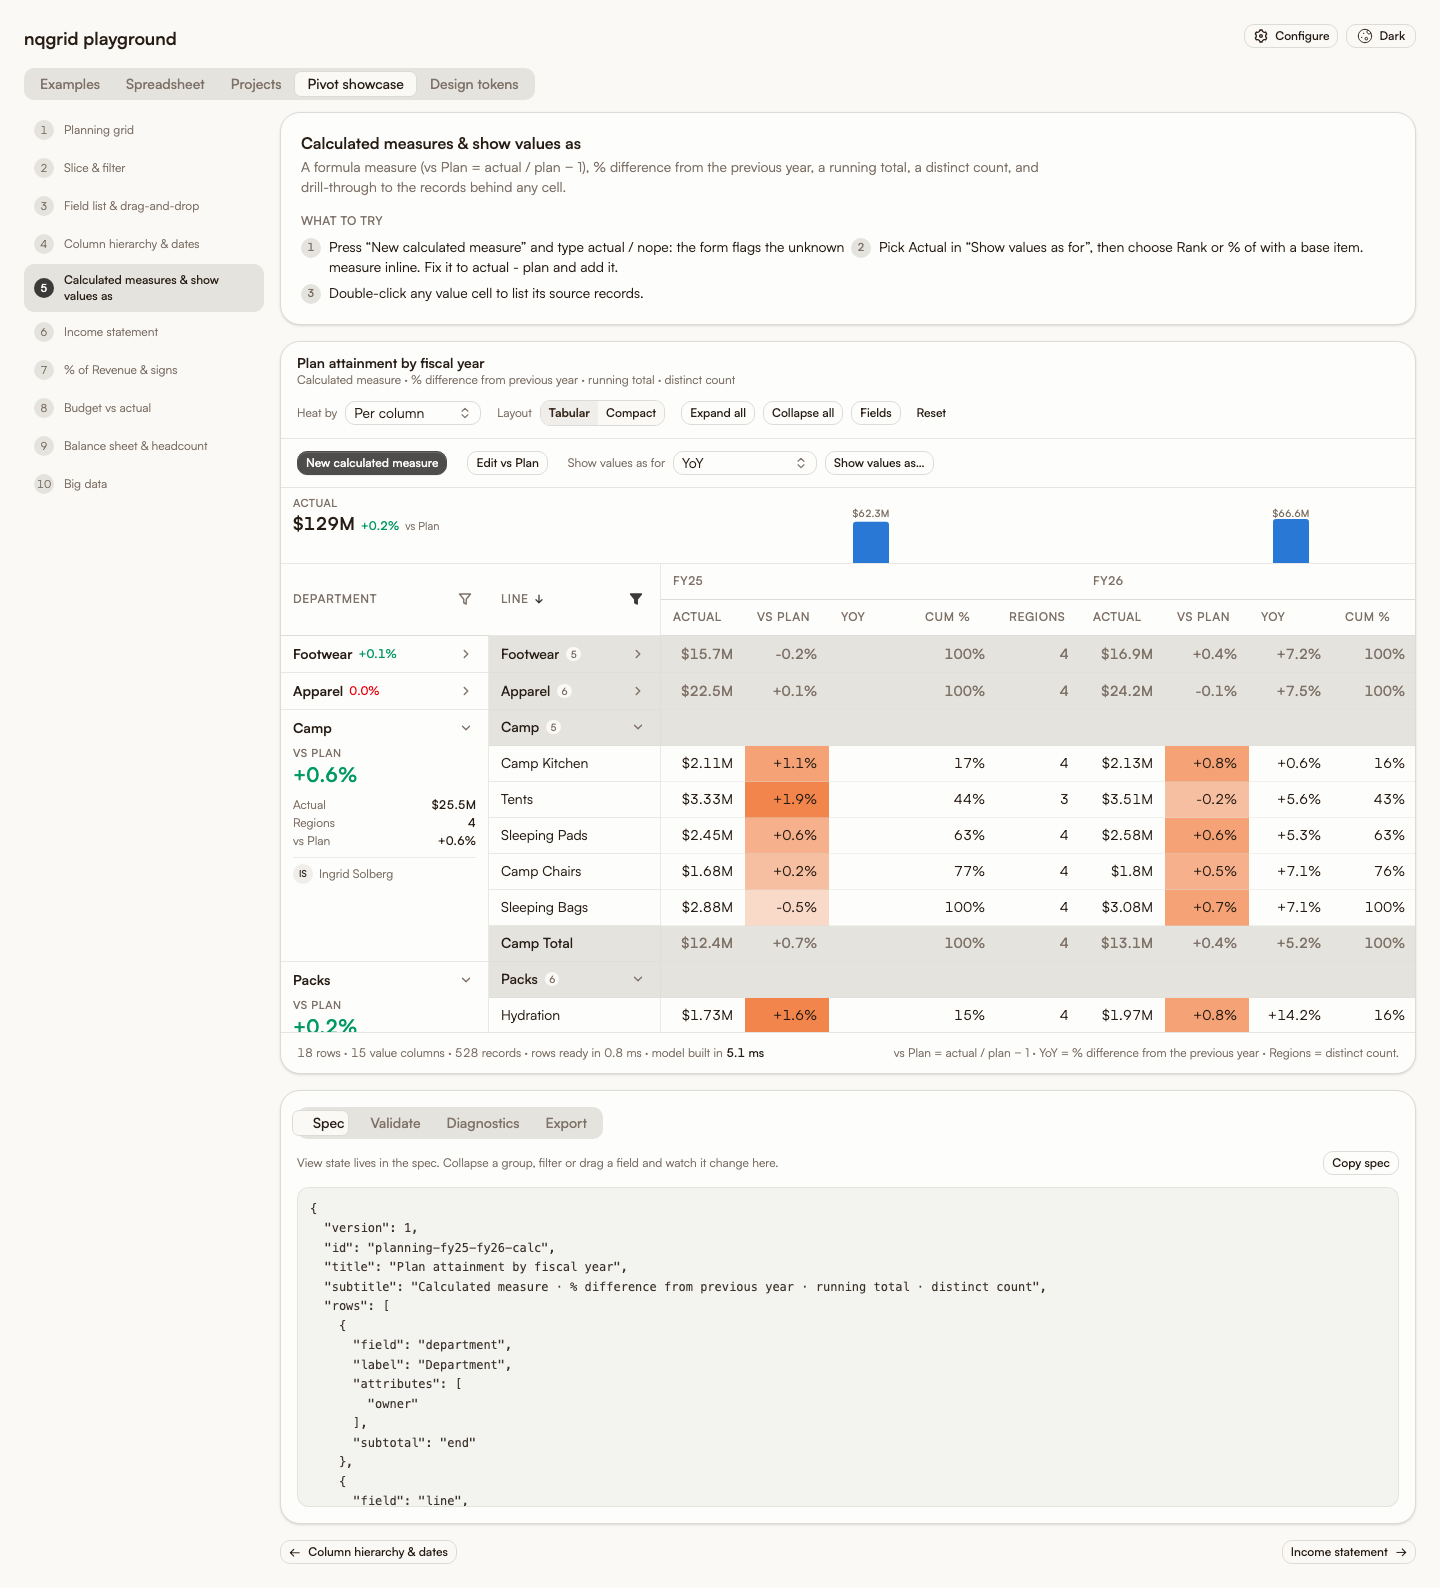 nqgrid playground
Configure
Dark
Examples
Spreadsheet
Projects
Pivot showcase
Design tokens
1 Planning grid
2 Slice & filter
3 Field list & drag-and-drop
4 Column hierarchy & dates
5 Calculated measures & show
values as
6 Income statement
7 % of Revenue & signs
8 Budget vs actual
9 Balance sheet & headcount
10 Big data
Calculated measures & show values as
A formula measure (vs Plan = actual / plan − 1), % difference from the previous year, a running total, a distinct count, and
drill-through to the records behind any cell.
WHAT TO TRY
1 Press “New calculated measure” and type actual / nope: the form flags the unknown
measure inline. Fix it to actual - plan and add it.
2 Pick Actual in “Show values as for”, then choose Rank or % of with a base item.
3 Double-click any value cell to list its source records.
Plan attainment by fiscal year
Calculated measure · % difference from previous year · running total · distinct count
Heat by Per column Layout Tabular Compact Expand all Collapse all Fields Reset
New calculated measure Edit vs Plan Show values as for YoY Show values as…
ACTUAL
$129M +0.2% vs Plan
$62.3M
$66.6M
DEPARTMENT LINE ↓
FY25 FY26
ACTUAL VS PLAN YOY CUM % REGIONS ACTUAL VS PLAN YOY CUM %
Footwear +0.1% Footwear 5 $15.7M -0.2% 100% 4 $16.9M +0.4% +7.2% 100%
Apparel 0.0% Apparel 6 $22.5M +0.1% 100% 4 $24.2M -0.1% +7.5% 100%
Camp Camp 5
VS PLAN
+0.6%
Actual $25.5M
Regions 4
vs Plan +0.6%
IS Ingrid Solberg
Camp Kitchen $2.11M +1.1% 17% 4 $2.13M +0.8% +0.6% 16%
Tents $3.33M +1.9% 44% 3 $3.51M -0.2% +5.6% 43%
Sleeping Pads $2.45M +0.6% 63% 4 $2.58M +0.6% +5.3% 63%
Camp Chairs $1.68M +0.2% 77% 4 $1.8M +0.5% +7.1% 76%
Sleeping Bags $2.88M -0.5% 100% 4 $3.08M +0.7% +7.1% 100%
Camp Total $12.4M +0.7% 100% 4 $13.1M +0.4% +5.2% 100%
Packs Packs 6
VS PLAN
+0.2%
Hydration $1.73M +1.6% 15% 4 $1.97M +0.8% +14.2% 16%
18 rows · 15 value columns · 528 records · rows ready in 0.8 ms · model built in 5.1 ms
vs Plan = actual / plan − 1 · YoY = % difference from the previous year · Regions = distinct count.
Spec
Validate
Diagnostics
Export
View state lives in the spec. Collapse a group, filter or drag a field and watch it change here.
Copy spec
{
"version": 1,
"id": "planning-fy25-fy26-calc",
"title": "Plan attainment by fiscal year",
"subtitle": "Calculated measure · % difference from previous year · running total · distinct count",
"rows": [
{
"field": "department",
"label": "Department",
"attributes": [
"owner"
],
"subtotal": "end"
},
{
"field": "line",
← Column hierarchy & dates
Income statement →